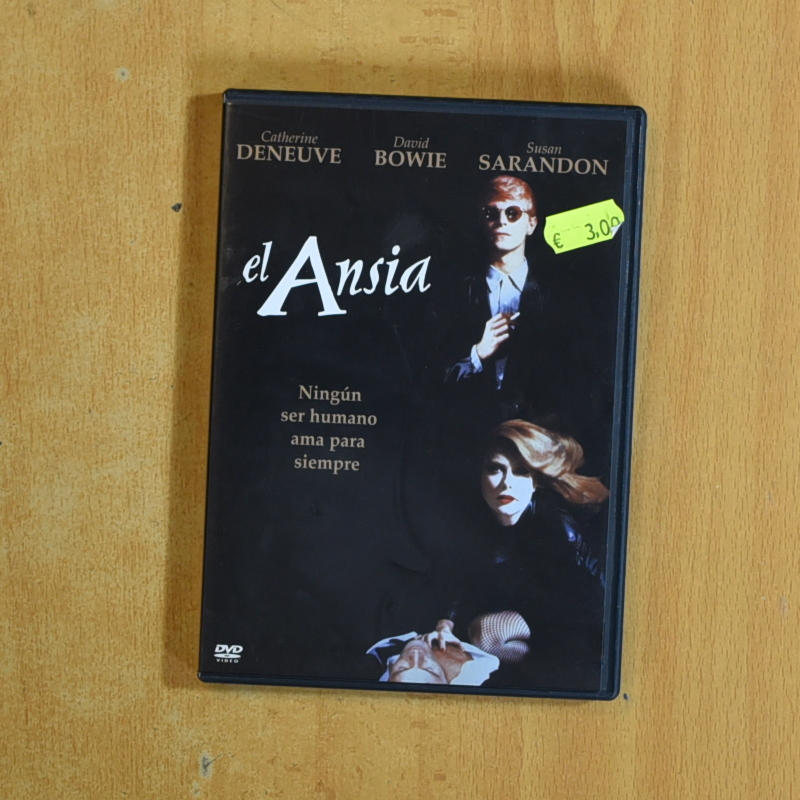 Catherine
DENEUVE
David
BOWIE
Susan
SARANDON
€ 3,00
el Ansia
Ningún
ser humano
ama para
siempre
DVD
VIDEO